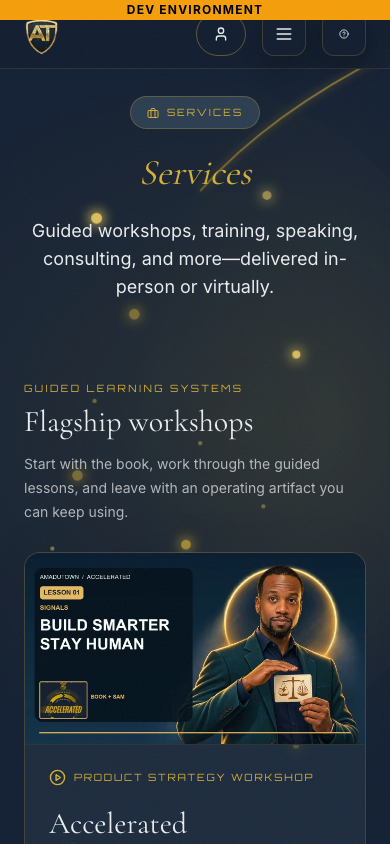 DEV ENVIRONMENT
AT
SERVICES
Services
Guided workshops, training, speaking,
consulting, and more—delivered in-
person or virtually.
GUIDED LEARNING SYSTEMS
Flagship workshops
Start with the book, work through the guided
lessons, and leave with an operating artifact you
can keep using.
AMADUTOWN / ACCELERATED
LESSON 01
SIGNALS
BUILD SMARTER
STAY HUMAN
ACCELERATED
BOOK + SAM
PRODUCT STRATEGY WORKSHOP
Accelerated